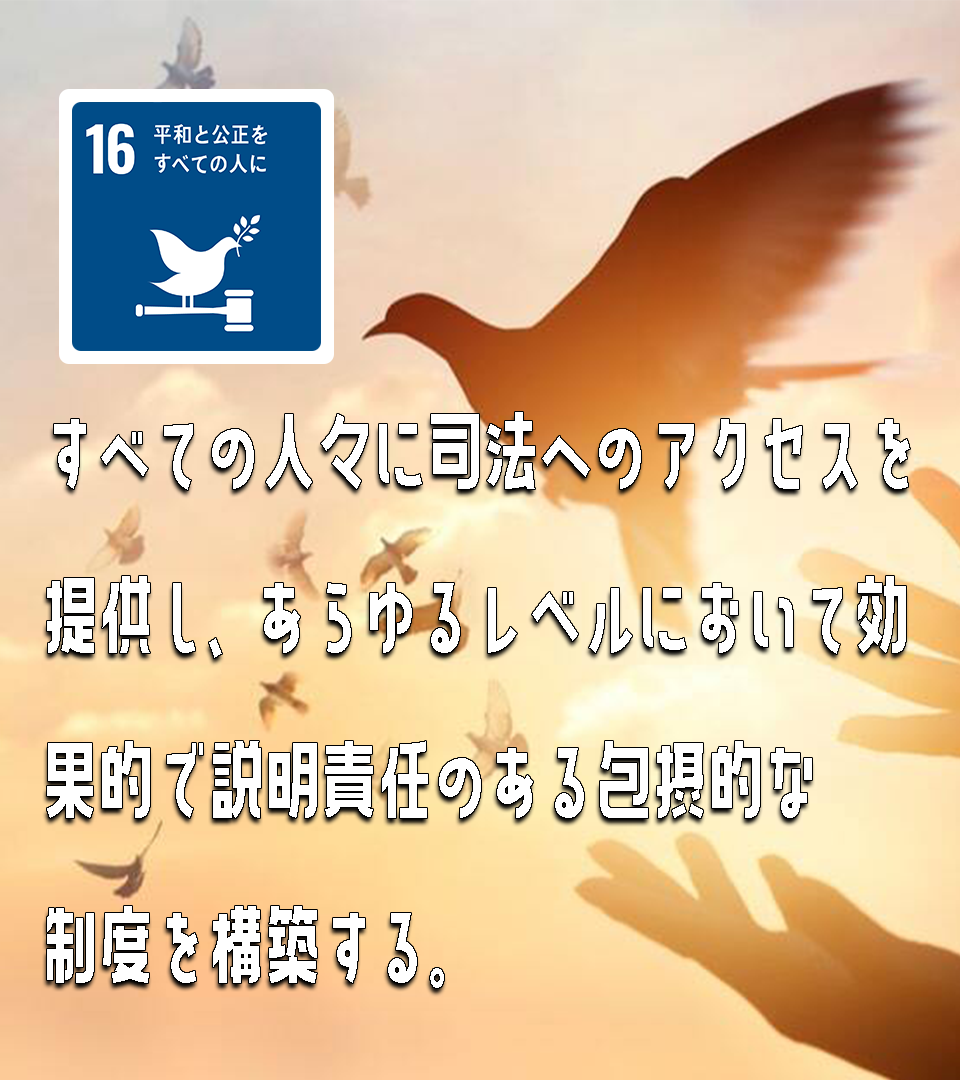 16 平和と公正を
すべての人に
すべての人々に司法へのアクセスを
提供し、あらゆるレベルにおいて効
果的で説明責任のある包摂的な
制度を構築する。